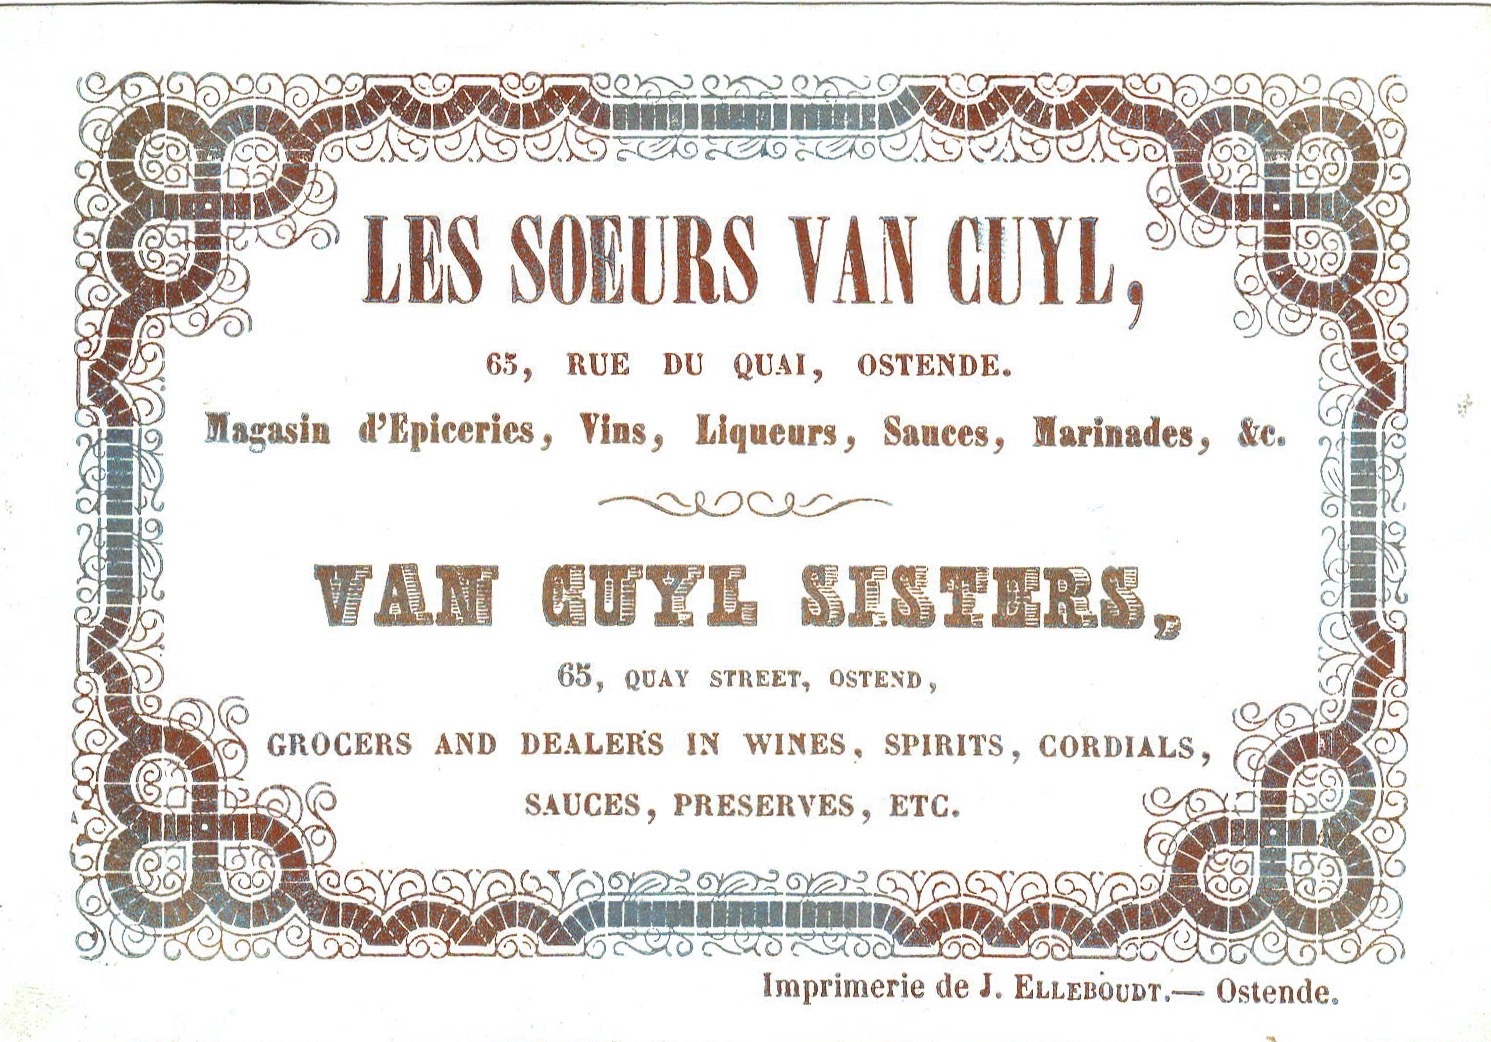 LES SOEURS VAN CUYL,
65, RUE DU QUAI, OSTENDE.
Magasin d'Epiceries, Vins, Liqueurs, Sauces, Marinades, &c.
VAN CUYL SISTERS,
65, QUAY STREET, OSTEND,
GROCERS AND DEALERS IN WINES, SPIRITS, CORDIALS,
SAUCES, PRESERVES, ETC.
Imprimerie de J. ELLEBOUDT.— Ostende.